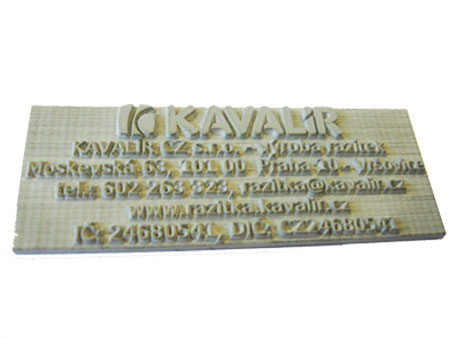 KAVALIR
KAVALIR CZ s.r.o. - výroba razítek
Moskevská 63, 101 00 Praha 10 - Vršovice
tel.: 602 263 323, razitka@kavalir.cz
www.razitka.kavalir.cz
IČ: 24680541, DIČ: CZ24680541